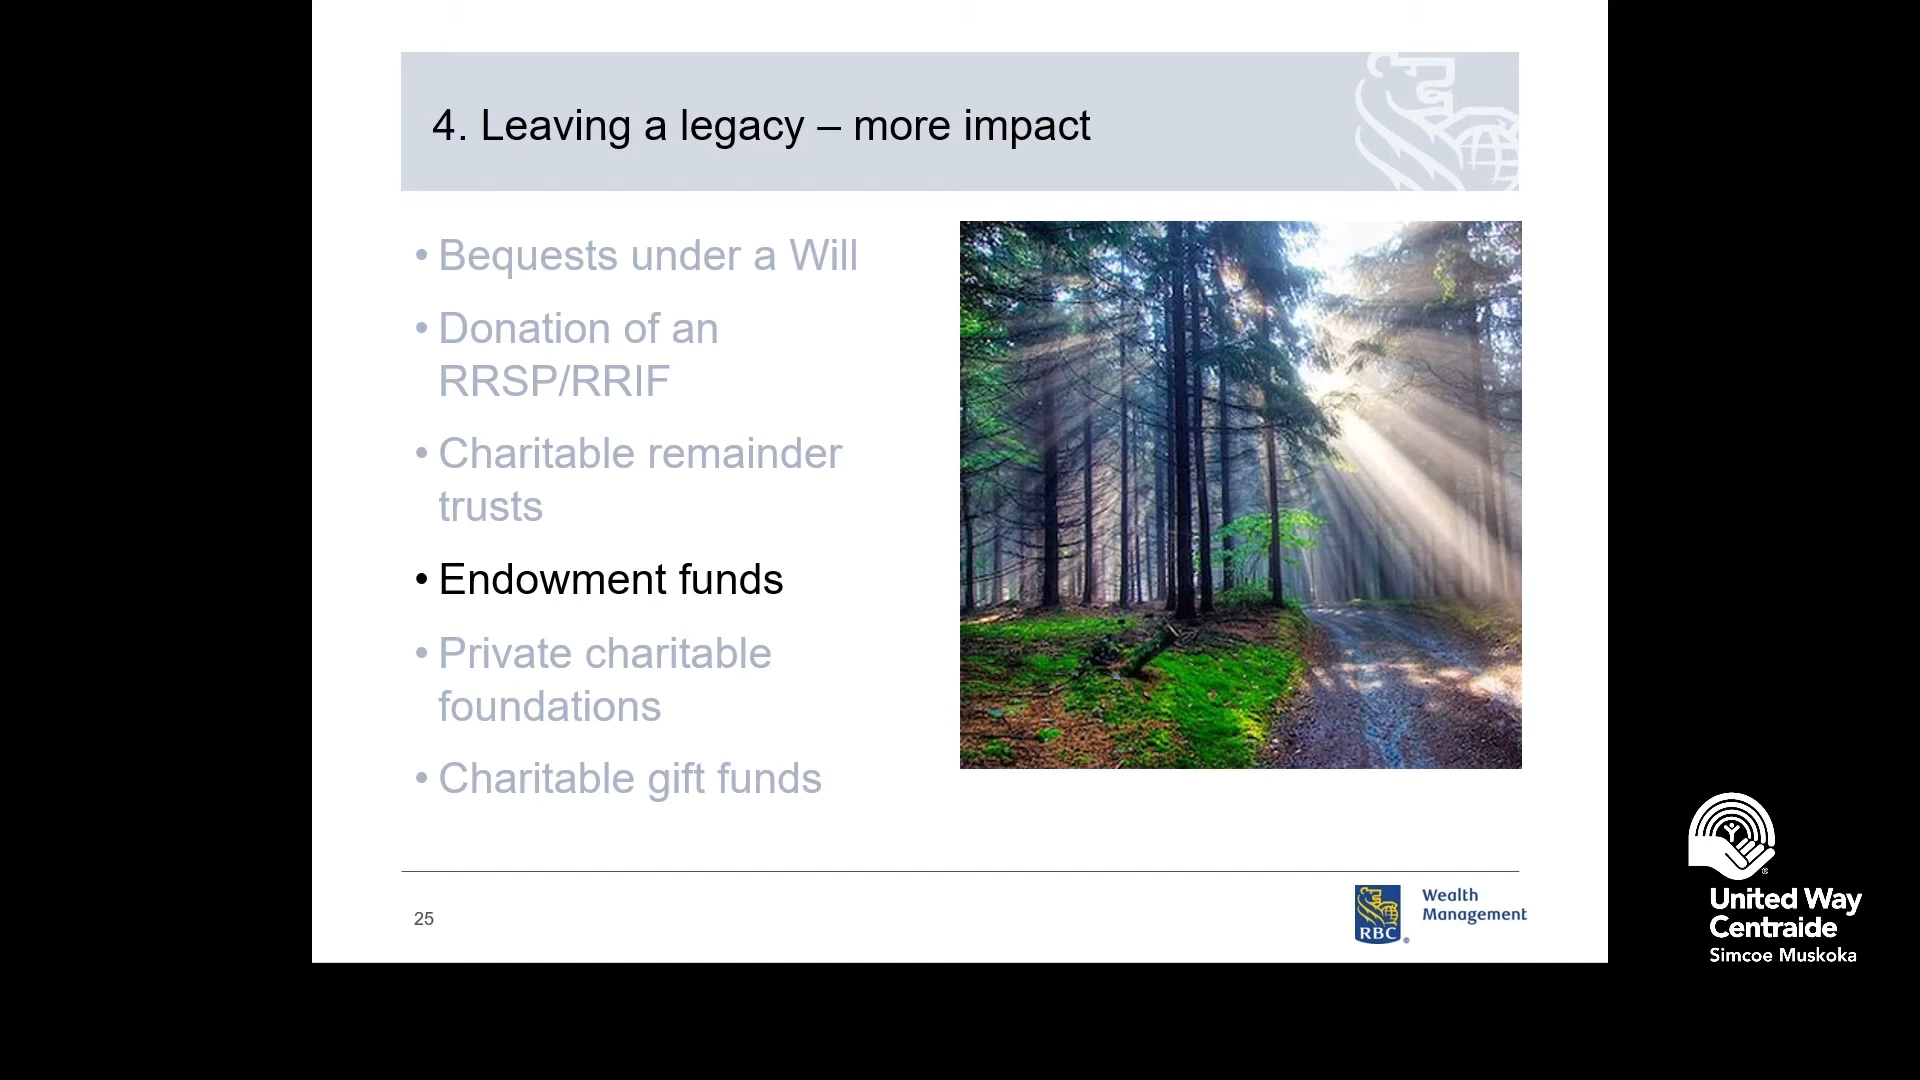 4. Leaving a legacy – more impact
• Bequests under a Will
• Donation of an
RRSP/RRIF
• Charitable remainder
trusts
• Endowment funds
• Private charitable
foundations
• Charitable gift funds
25
RBC
®
Wealth
Management
®
United Way
Centraide
Simcoe Muskoka